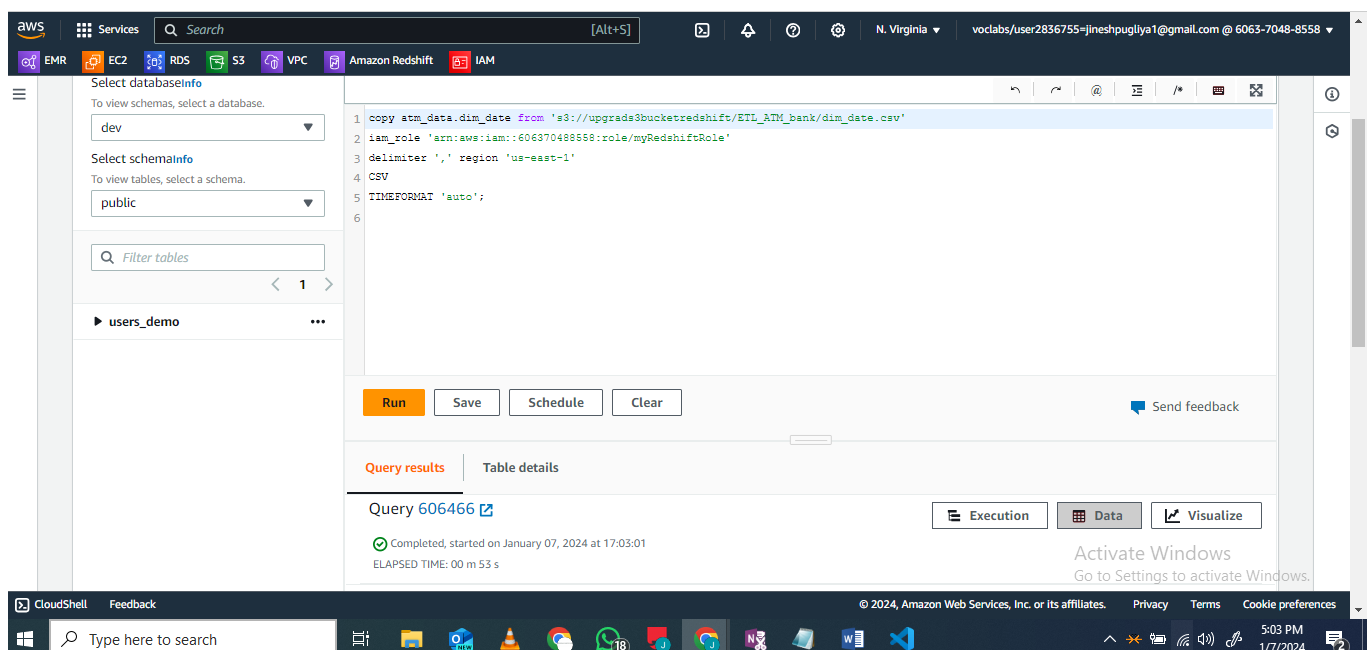 aws Services Search [Alt+S] N. Virginia voclabs/user2836755=jineshpugliya1@gmail.com @ 6063-7048-8558
EMR EC2 RDS S3 VPC Amazon Redshift IAM
Select databaseInfo
To view schemas, select a database.
dev
Select schemaInfo
To view tables, select a schema.
public
Filter tables
1
users_demo
@ /*
1 copy atm_data.dim_date from 's3://upgrads3bucketredshift/ETL_ATM_bank/dim_date.csv'
2 iam_role 'arn:aws:iam::606370488558:role/myRedshiftRole'
3 delimiter ',' region 'us-east-1'
4 CSV
5 TIMEFORMAT 'auto';
6
Run Save Schedule Clear
Send feedback
Query results Table details
Query 606466
Execution Data Visualize
Completed, started on January 07, 2024 at 17:03:01
ELAPSED TIME: 00 m 53 s
Activate Windows
Go to Settings to activate Windows.
CloudShell Feedback © 2024, Amazon Web Services, Inc. or its affiliates. Privacy Terms Cookie preferences
Type here to search
NEW
18
J
J
N
W
5:03 PM
1/7/2024
2